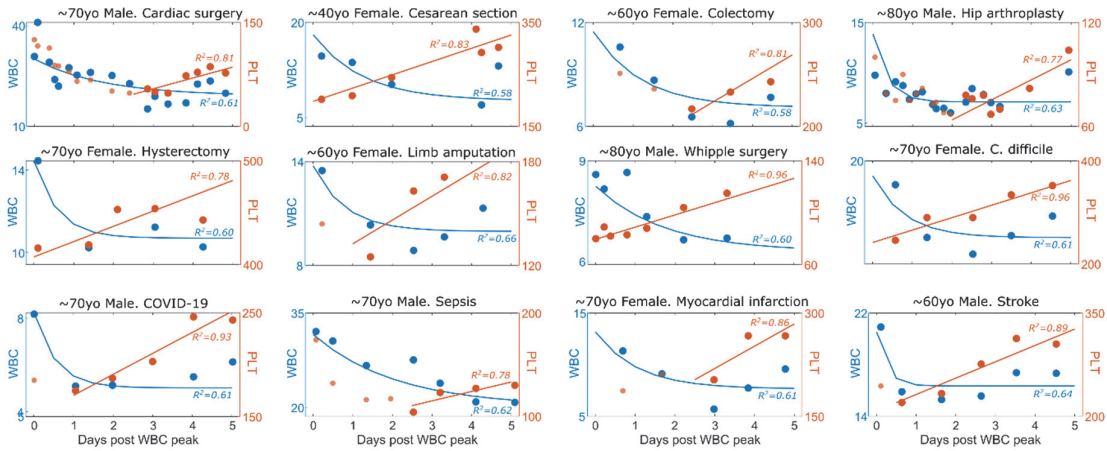 ~70yo Male. Cardiac surgery
40
WBC
10
150
PLT
0
R²=0.81
R²=0.61
0
1
2
3
4
5
~40yo Female. Cesarean section
20
WBC
5
350
PLT
150
R²=0.83
R²=0.58
~60yo Female. Colectomy
12
WBC
6
300
PLT
200
R²=0.81
R²=0.58
~80yo Male. Hip arthroplasty
15
WBC
5
120
PLT
60
R²=0.77
R²=0.63
~70yo Female. Hysterectomy
14
WBC
10
500
PLT
400
R²=0.78
R²=0.60
~60yo Female. Limb amputation
14
WBC
8
180
PLT
120
R²=0.82
R²=0.66
~80yo Male. Whipple surgery
9
WBC
6
140
PLT
60
R²=0.96
R²=0.60
~70yo Female. C. difficile
20
WBC
400
PLT
200
R²=0.96
R²=0.61
~70yo Male. COVID-19
8
WBC
4
250
PLT
150
R²=0.93
R²=0.61
0
1
2
3
4
5
Days post WBC peak
~70yo Male. Sepsis
35
WBC
20
200
PLT
100
R²=0.78
R²=0.62
0
1
2
3
4
5
Days post WBC peak
~70yo Female. Myocardial infarction
15
WBC
5
300
PLT
150
R²=0.86
R²=0.61
0
1
2
3
4
5
Days post WBC peak
~60yo Male. Stroke
22
WBC
14
350
PLT
200
R²=0.89
R²=0.64
0
1
2
3
4
5
Days post WBC peak